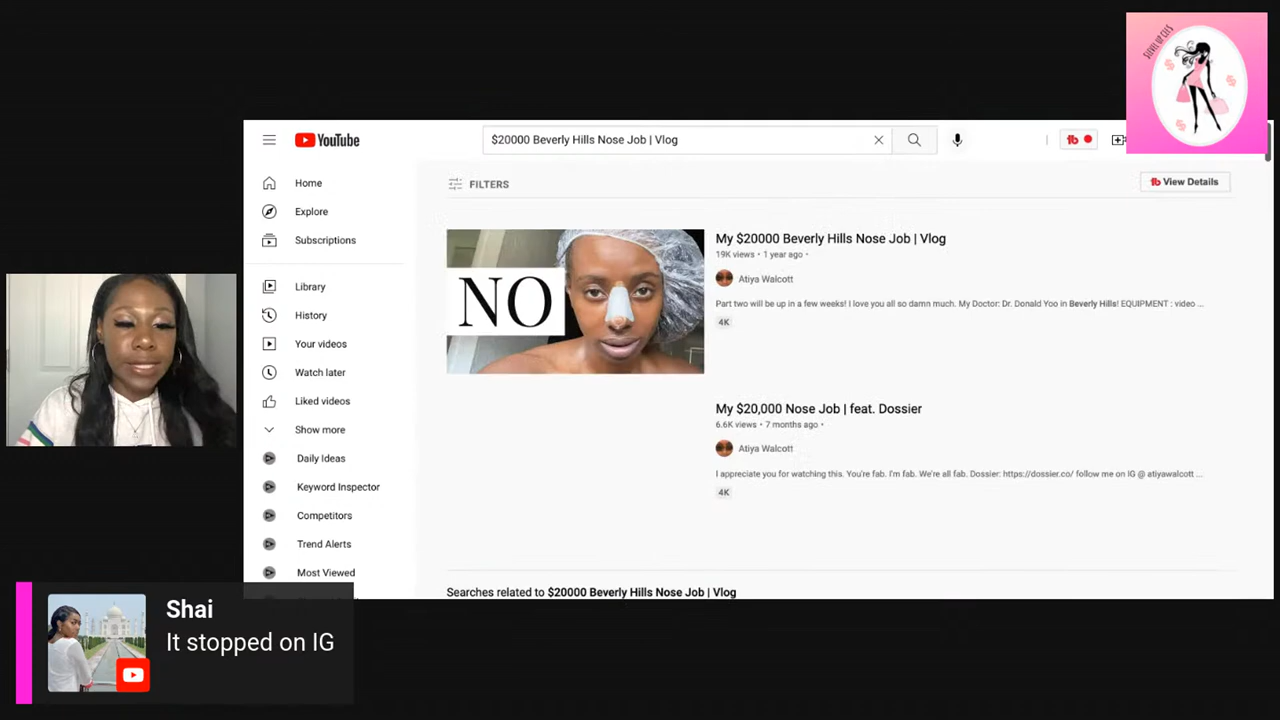 SLEVEL UP CEES
YouTube
$20000 Beverly Hills Nose Job | Vlog
Home
Explore
Subscriptions
Library
History
Your videos
Watch later
Liked videos
Show more
Daily Ideas
Keyword Inspector
Competitors
Trend Alerts
Most Viewed
FILTERS
tb View Details
NO
My $20000 Beverly Hills Nose Job | Vlog
19K views • 1 year ago •
Atiya Walcott
Part two will be up in a few weeks! I love you all so damn much. My Doctor: Dr. Donald Yoo in Beverly Hills! EQUIPMENT : video ...
4K
My $20,000 Nose Job | feat. Dossier
6.6K views • 7 months ago •
Atiya Walcott
I appreciate you for watching this. You're fab. I'm fab. We're all fab. Dossier: https://dossier.co/ follow me on IG @ atiyawalcott ...
4K
Searches related to $20000 Beverly Hills Nose Job | Vlog
Shai
It stopped on IG